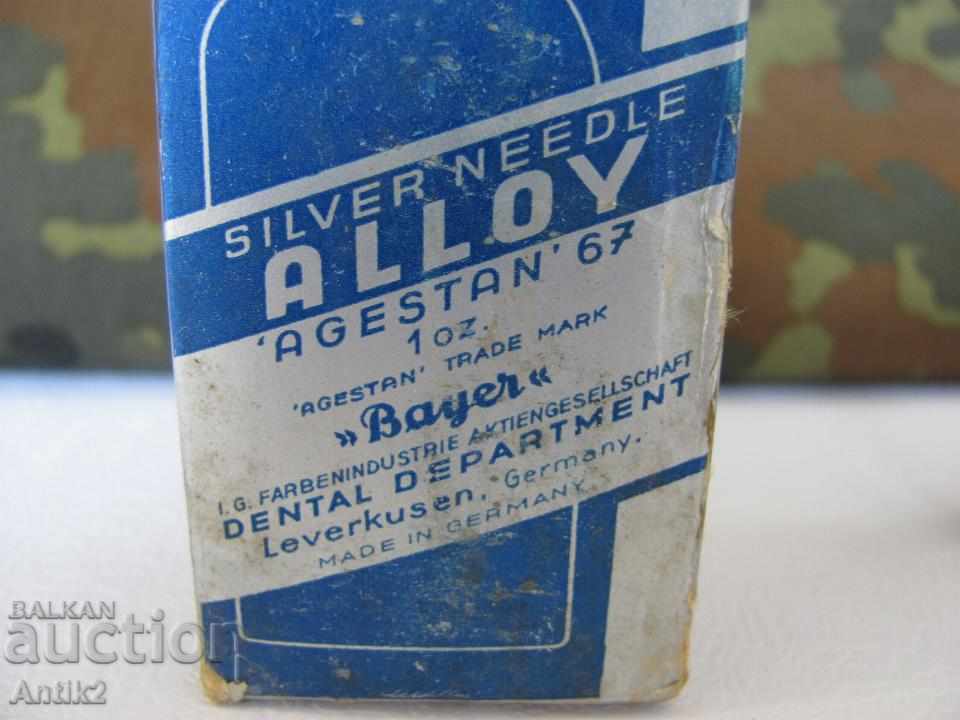 SILVER NEEDLE
ALLOY
'AGESTAN' 67
1 OZ.
'AGESTAN' TRADE MARK
»Bayer«
I.G. FARBENINDUSTRIE AKTIENGESELLSCHAFT
DENTAL DEPARTMENT
Leverkusen, Germany.
MADE IN GERMANY.
BALKAN
auction
Antik2